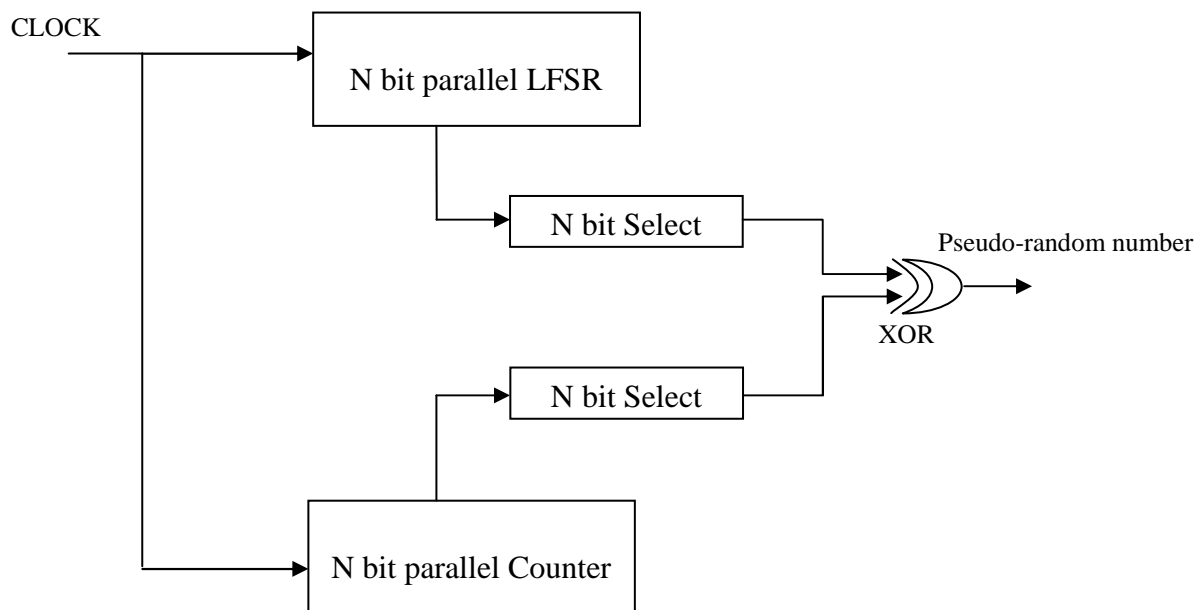 CLOCK
N bit parallel LFSR
N bit Select
Pseudo-random number
XOR
N bit Select
N bit parallel Counter